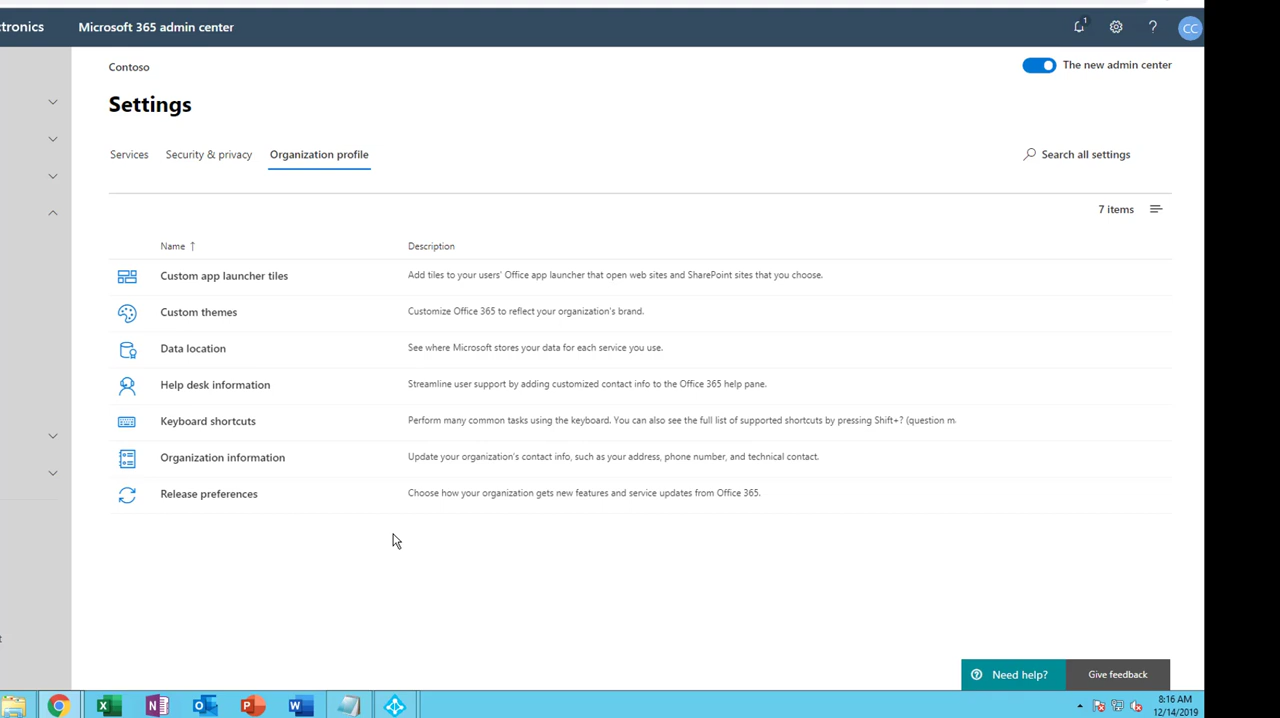 ctronics
Microsoft 365 admin center
1
CC
Contoso
The new admin center
Settings
Services
Security & privacy
Organization profile
Search all settings
7 items
Name ↑
Description
Custom app launcher tiles
Add tiles to your users' Office app launcher that open web sites and SharePoint sites that you choose.
Custom themes
Customize Office 365 to reflect your organization's brand.
Data location
See where Microsoft stores your data for each service you use.
Help desk information
Streamline user support by adding customized contact info to the Office 365 help pane.
Keyboard shortcuts
Perform many common tasks using the keyboard. You can also see the full list of supported shortcuts by pressing Shift+? (question m
Organization information
Update your organization's contact info, such as your address, phone number, and technical contact.
Release preferences
Choose how your organization gets new features and service updates from Office 365.
t
Need help?
Give feedback
8:16 AM
12/14/2019